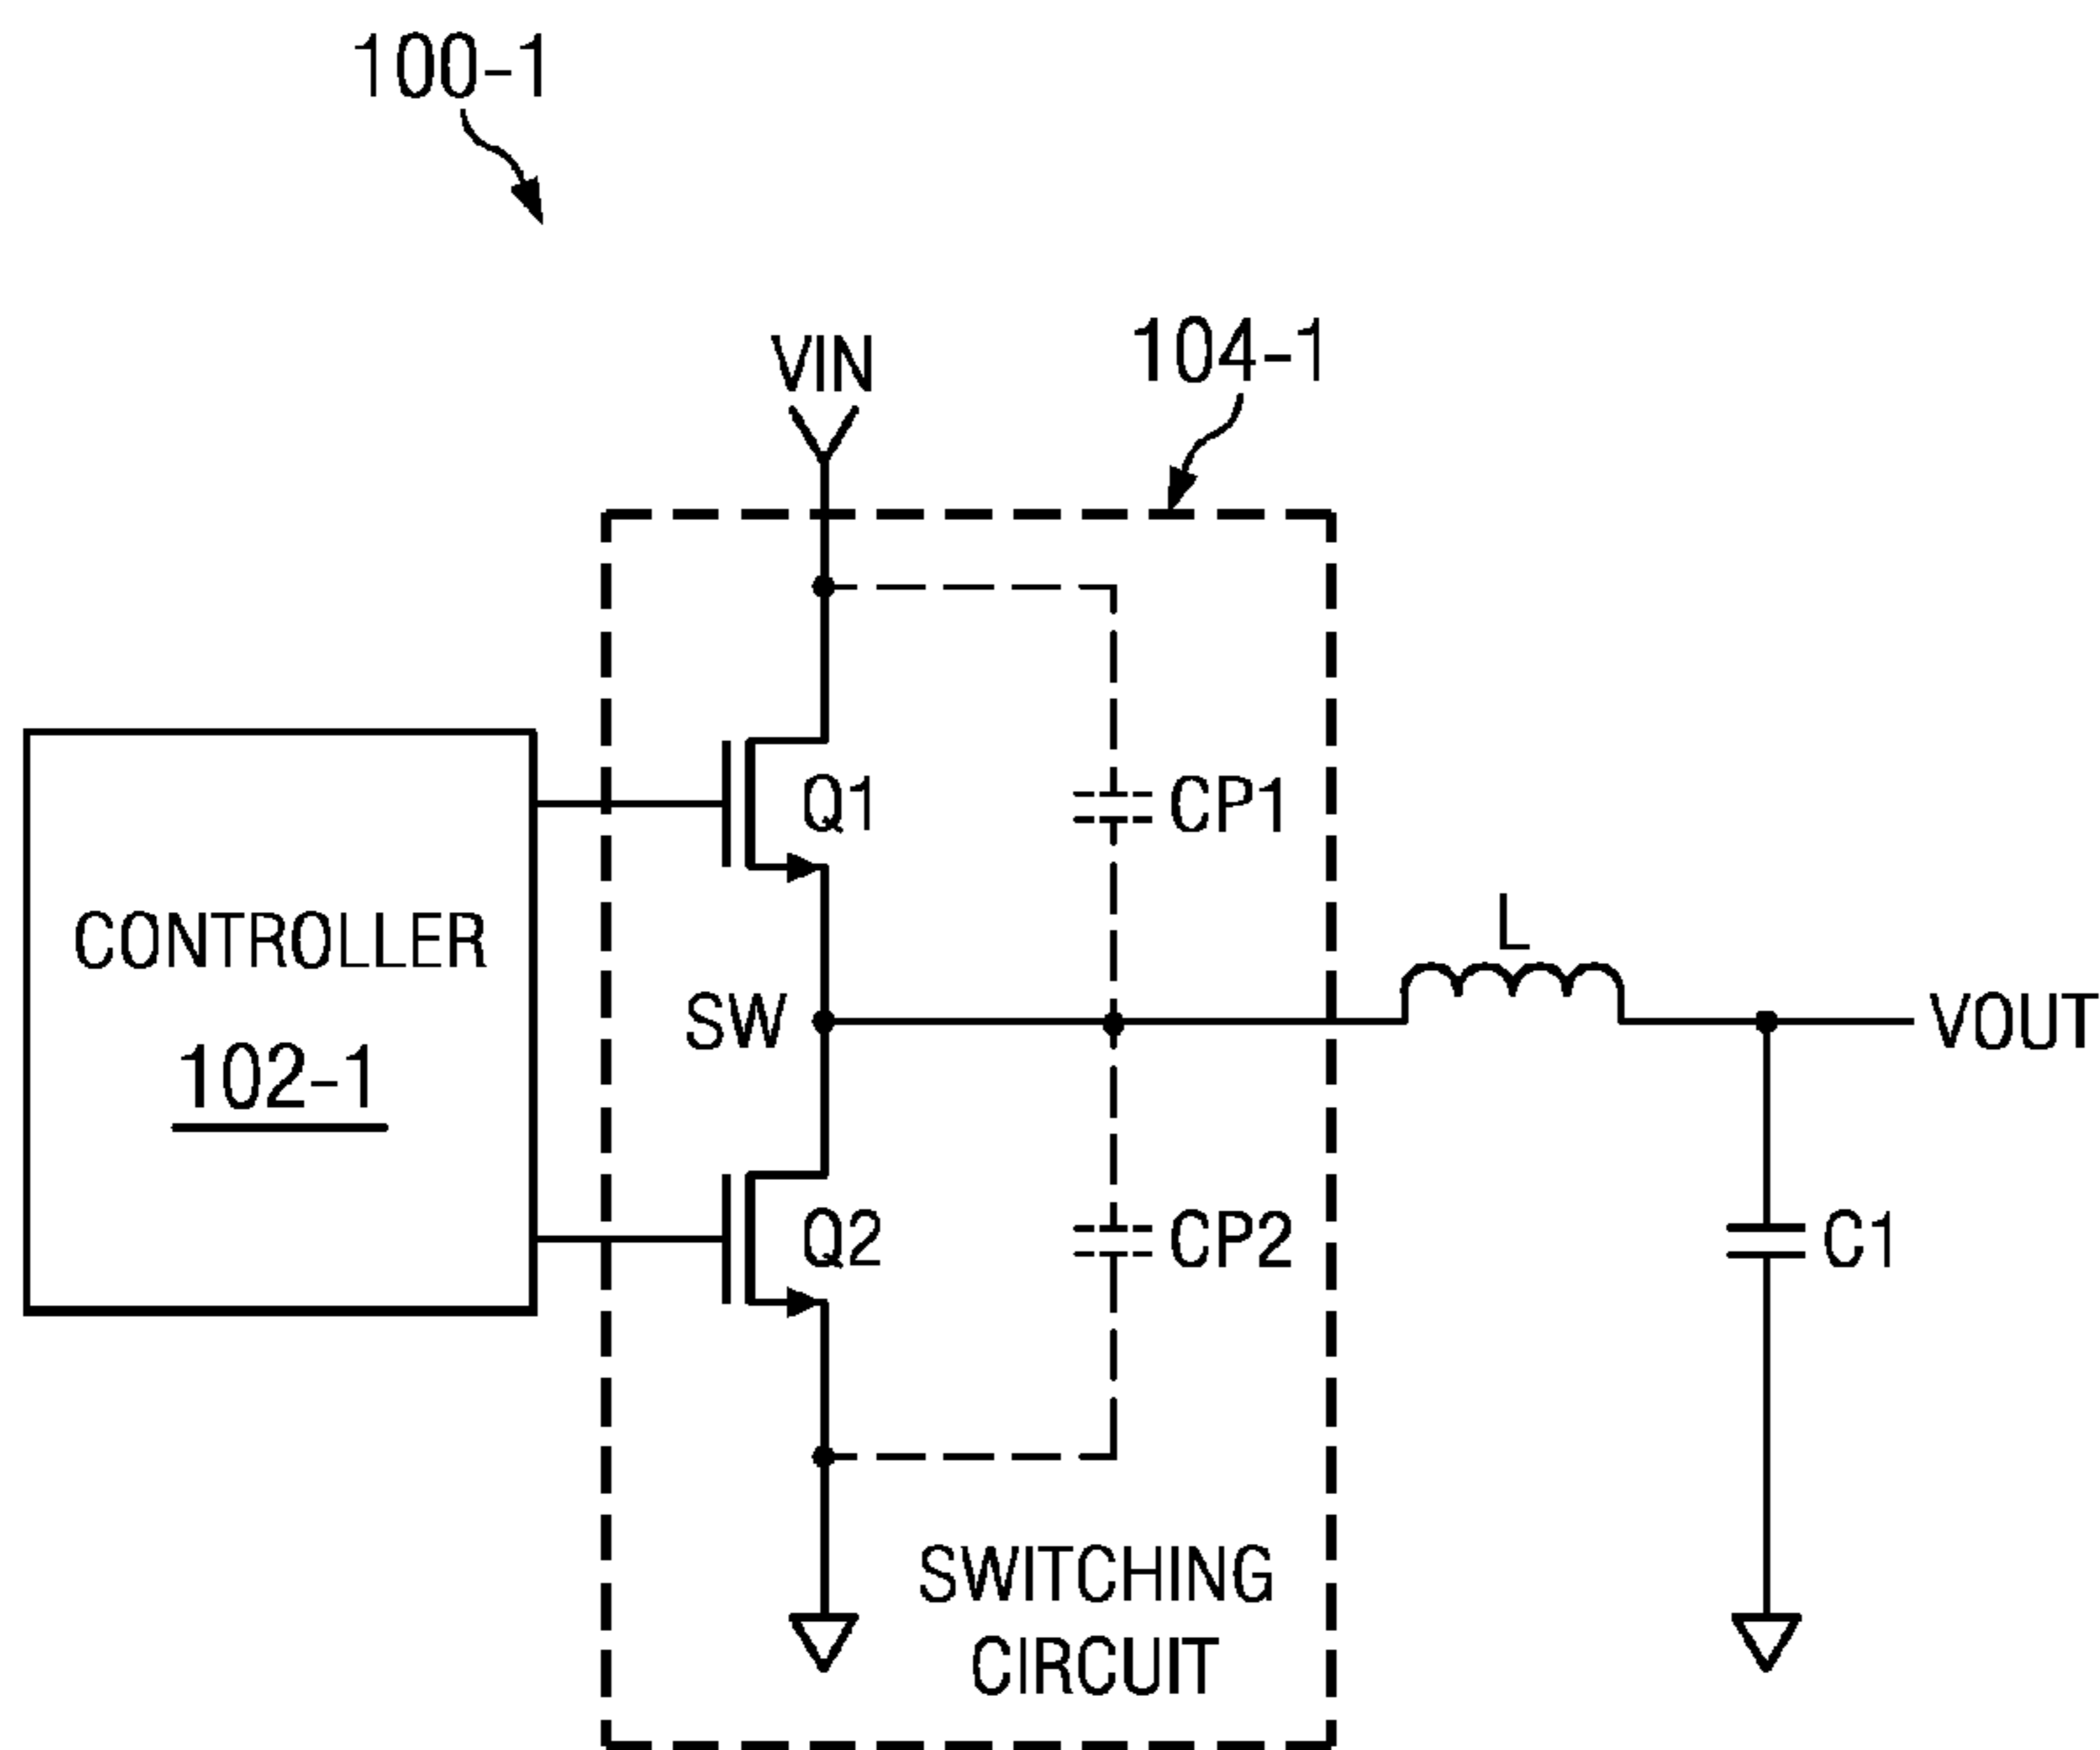 100-1
VIN
104-1
Q1
CP1
CONTROLLER
102-1
SW
L
VOUT
Q2
CP2
C1
SWITCHING
CIRCUIT